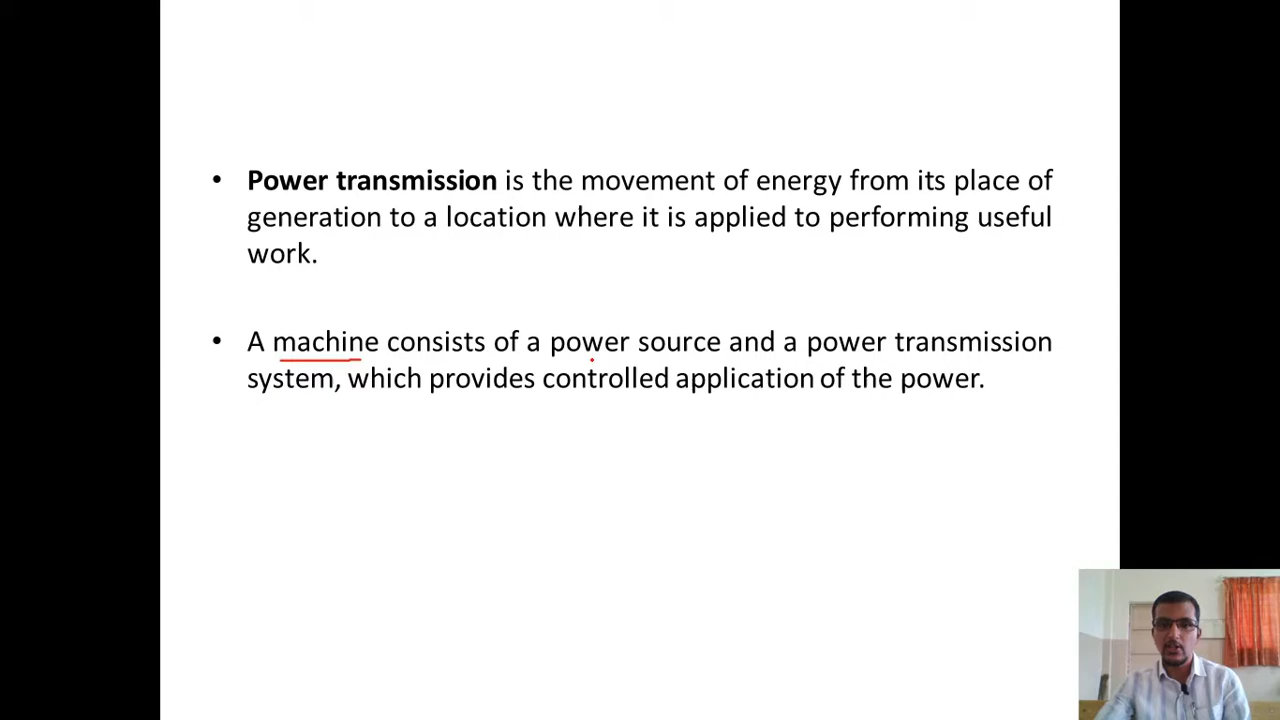 • Power transmission is the movement of energy from its place of
generation to a location where it is applied to performing useful
work.
• A machine consists of a power source and a power transmission
system, which provides controlled application of the power.